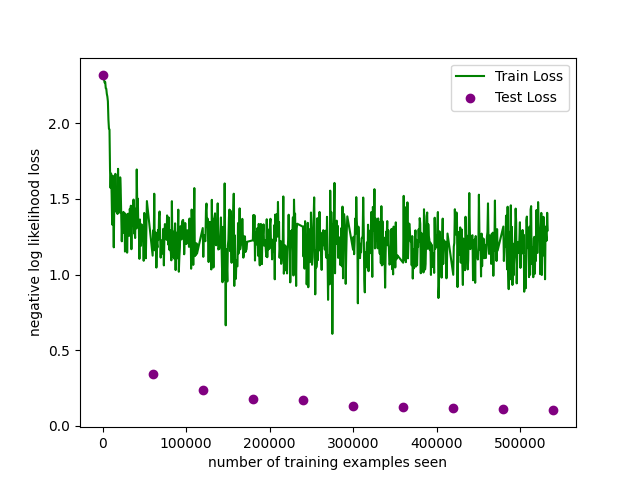 Train Loss
Test Loss
2.0
1.5
1.0
0.5
0.0
negative log likelihood loss
0 100000 200000 300000 400000 500000
number of training examples seen